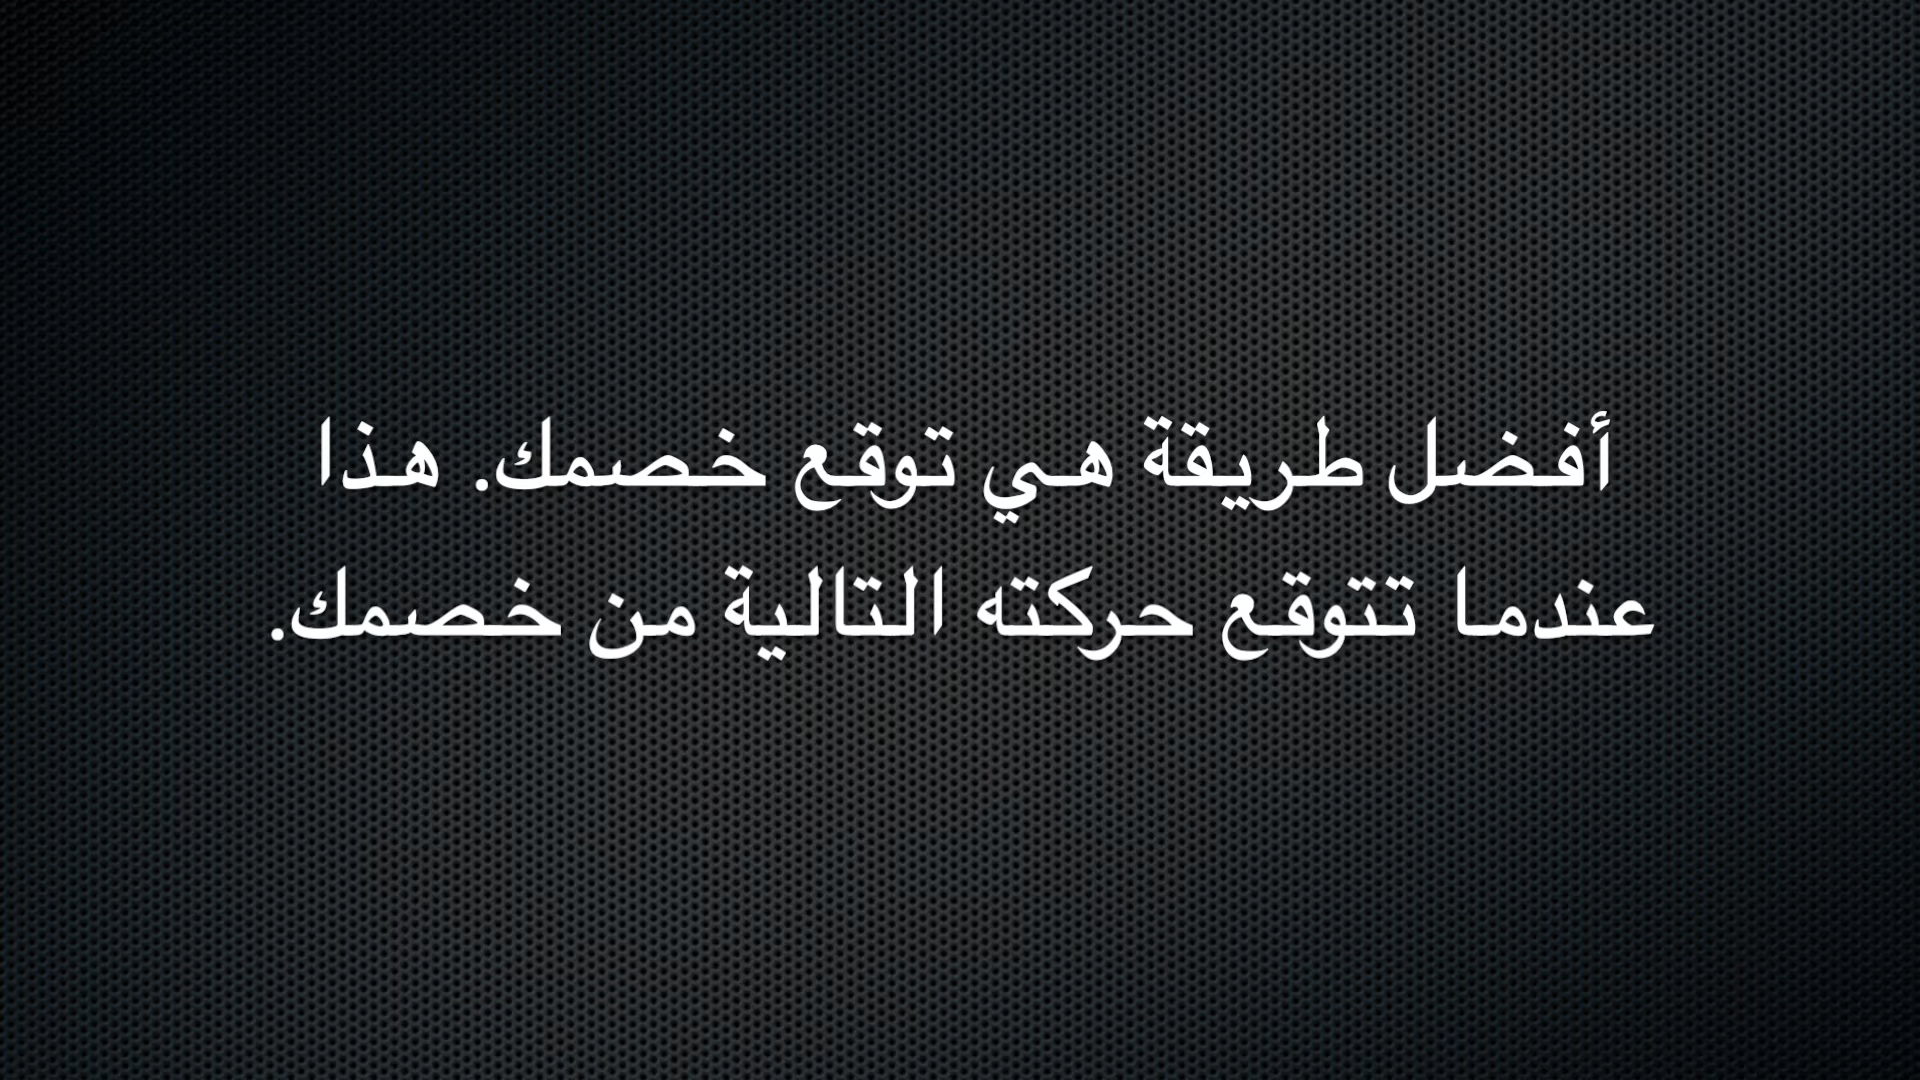 أفضل طريقة هي توقع خصمك. هذا
عندما تتوقع حركته التالية من خصمك.